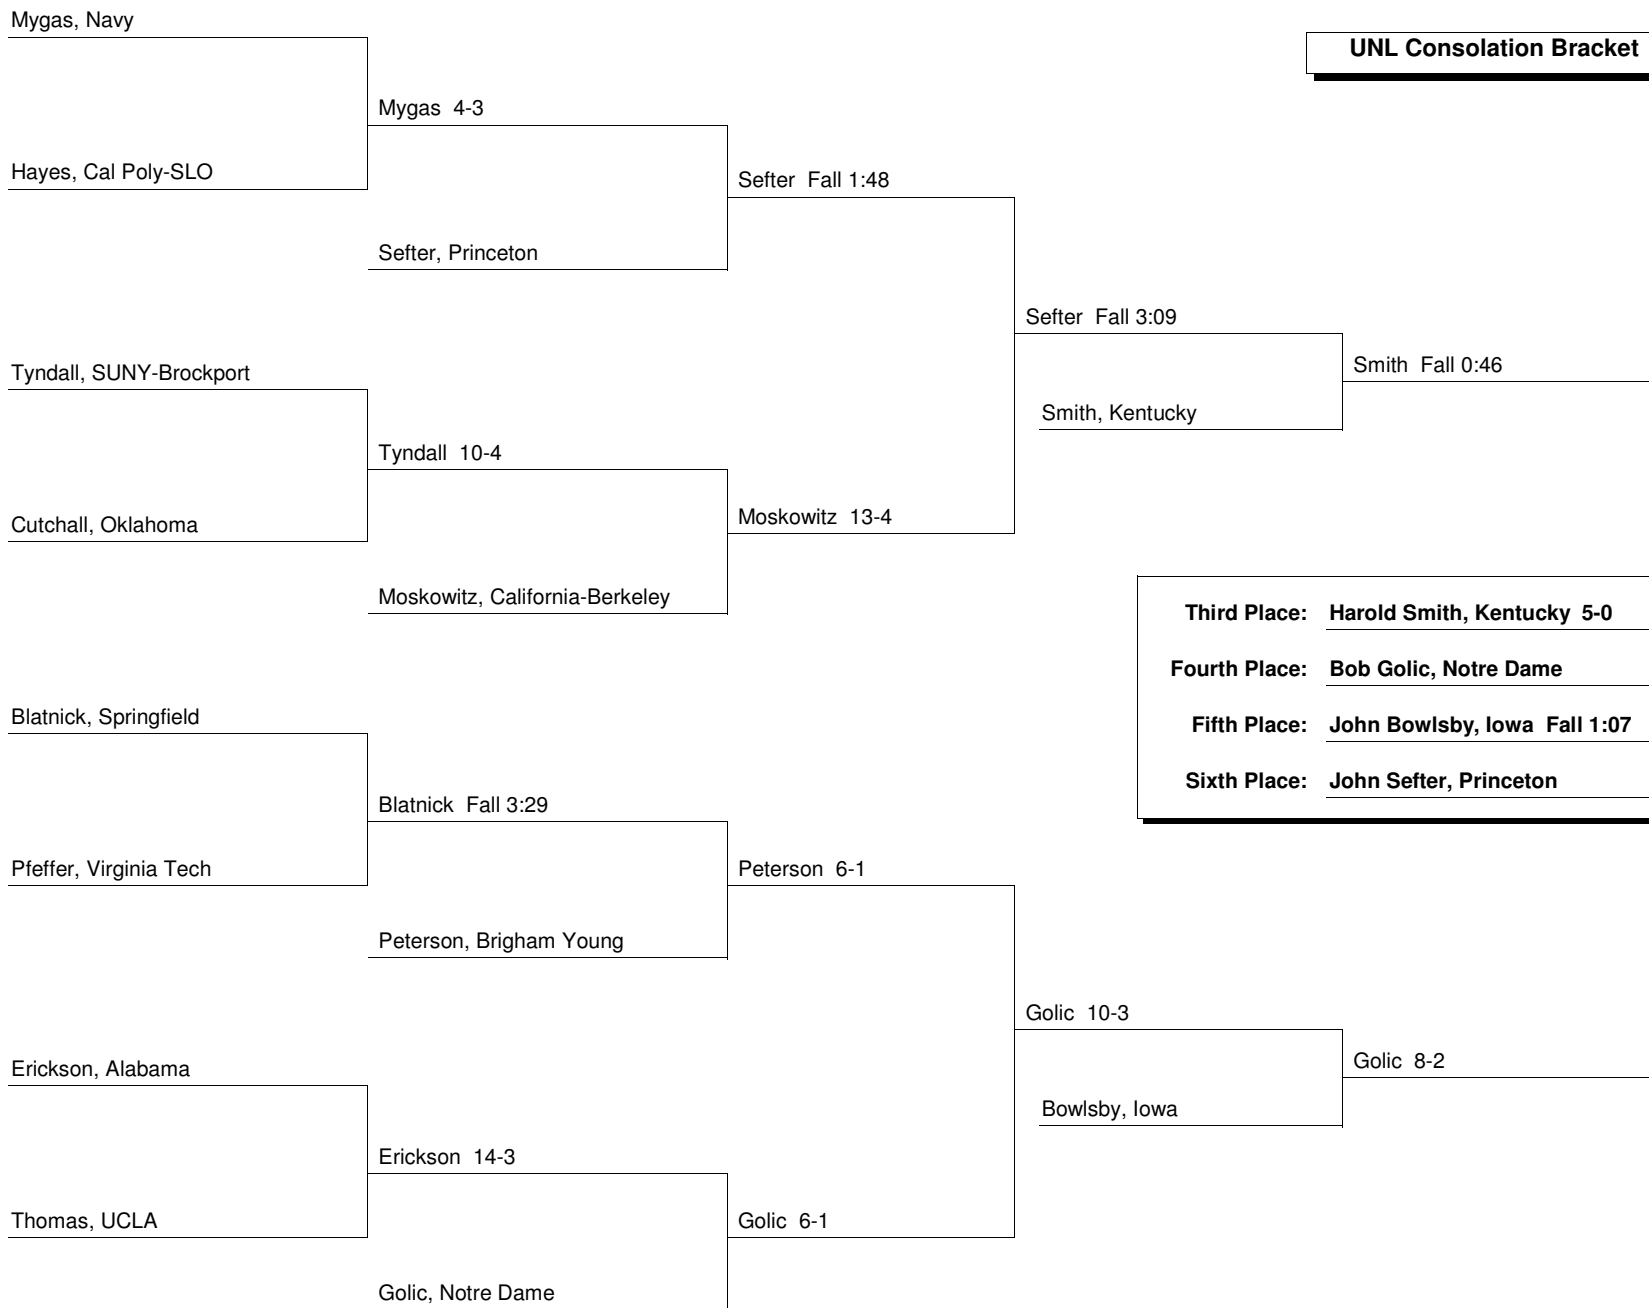 Mygas, Navy
UNL Consolation Bracket
Mygas  4-3
Hayes, Cal Poly-SLO
Sefter  Fall 1:48
Sefter, Princeton
Sefter  Fall 3:09
Smith  Fall 0:46
Tyndall, SUNY-Brockport
Smith, Kentucky
Tyndall  10-4
Cutchall, Oklahoma
Moskowitz  13-4
Moskowitz, California-Berkeley
Third Place: Harold Smith, Kentucky  5-0
Fourth Place: Bob Golic, Notre Dame
Blatnick, Springfield
Fifth Place: John Bowlsby, Iowa  Fall 1:07
Sixth Place: John Sefter, Princeton
Blatnick  Fall 3:29
Pfeffer, Virginia Tech
Peterson  6-1
Peterson, Brigham Young
Golic  10-3
Erickson, Alabama
Golic  8-2
Bowlsby, Iowa
Erickson  14-3
Thomas, UCLA
Golic  6-1
Golic, Notre Dame